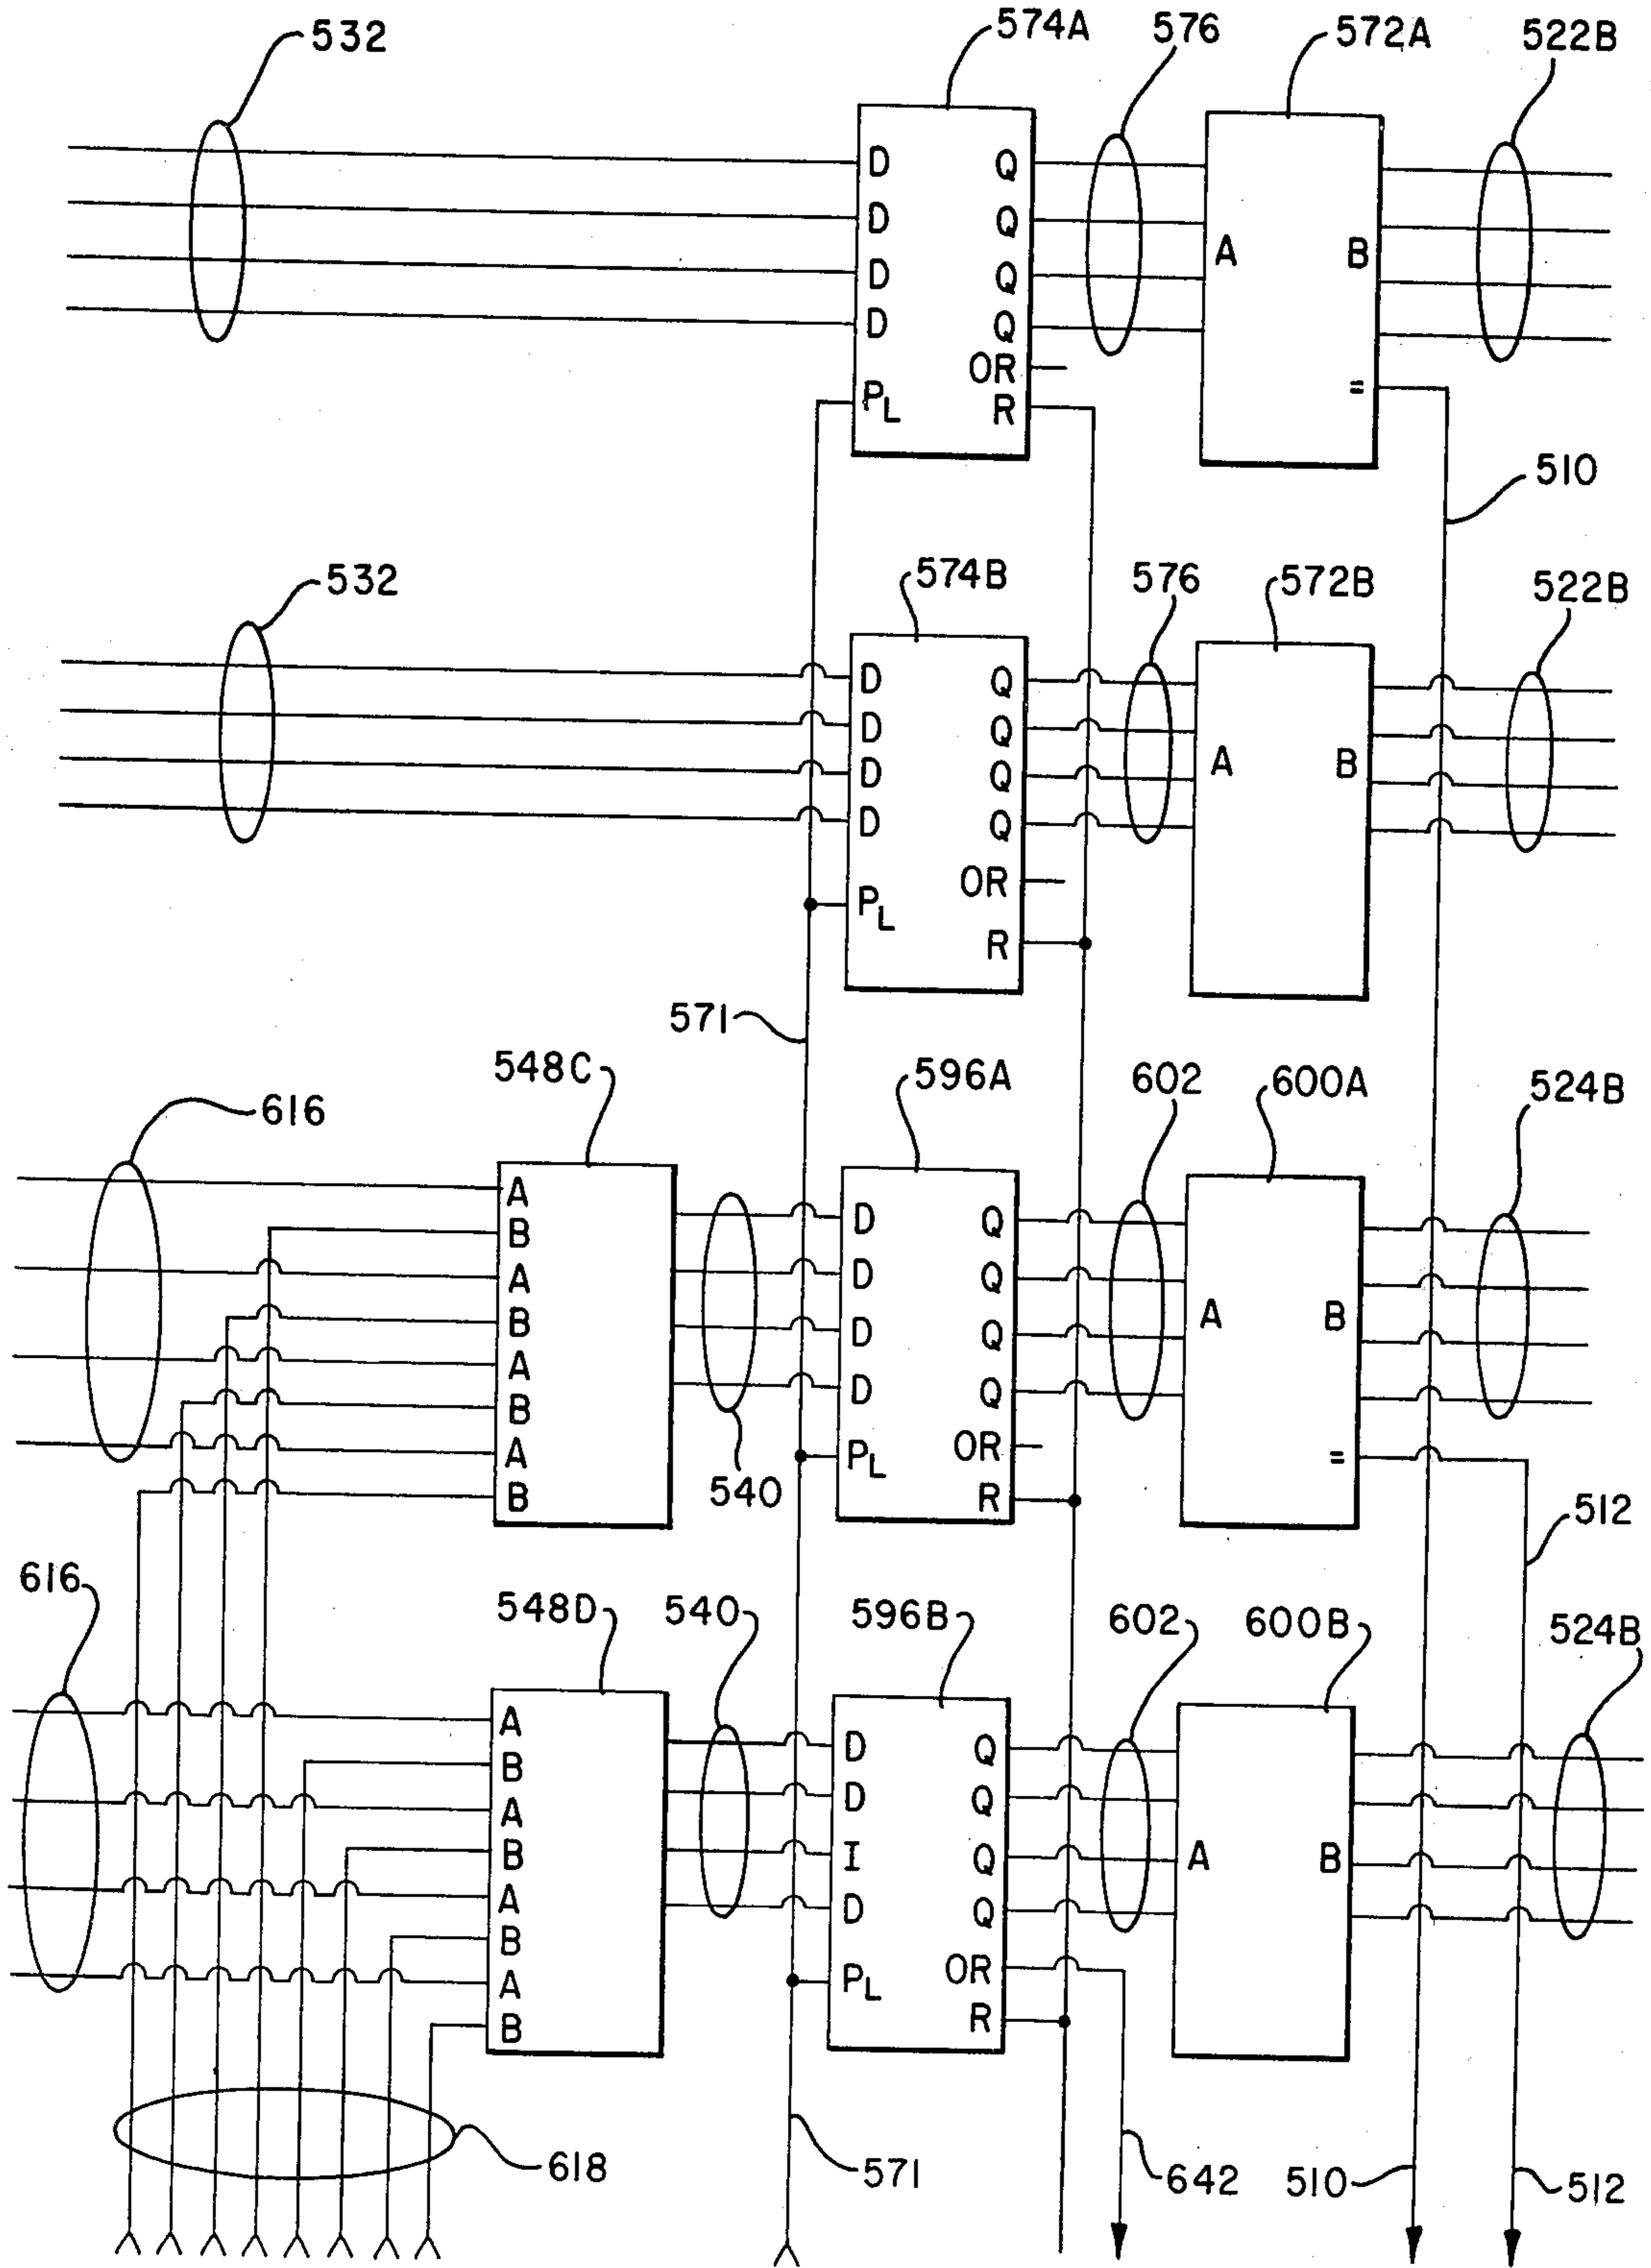 532 574A 576 572A 522B
D Q
D Q A B
D Q
D Q
OR
PL R =
510
532 574B 576 572B 522B
D Q
D Q
D Q A B
D Q
OR
PL
R
571
548C 596A 602 600A 524B
616
A
B D Q
A D Q
B D Q A B
A
B D Q
A PL OR =
B R
540
512
616 548D 540 596B 602 600B 524B
A D Q
B
A D Q
B I Q A B
A D Q
B
A PL OR
B R
618 571 642 510 512